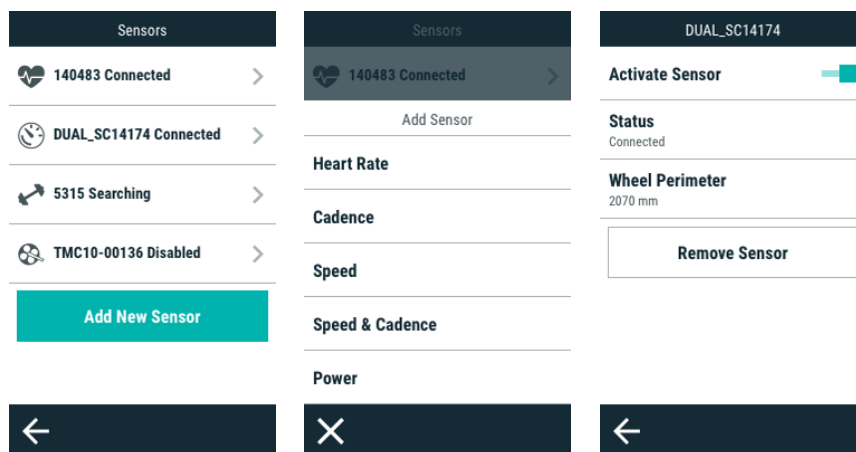 Sensors
140483 Connected
DUAL_SC14174 Connected
5315 Searching
TMC10-00136 Disabled
Add New Sensor
Sensors
140483 Connected
Add Sensor
Heart Rate
Cadence
Speed
Speed & Cadence
Power
DUAL_SC14174
Activate Sensor
Status
Connected
Wheel Perimeter
2070 mm
Remove Sensor